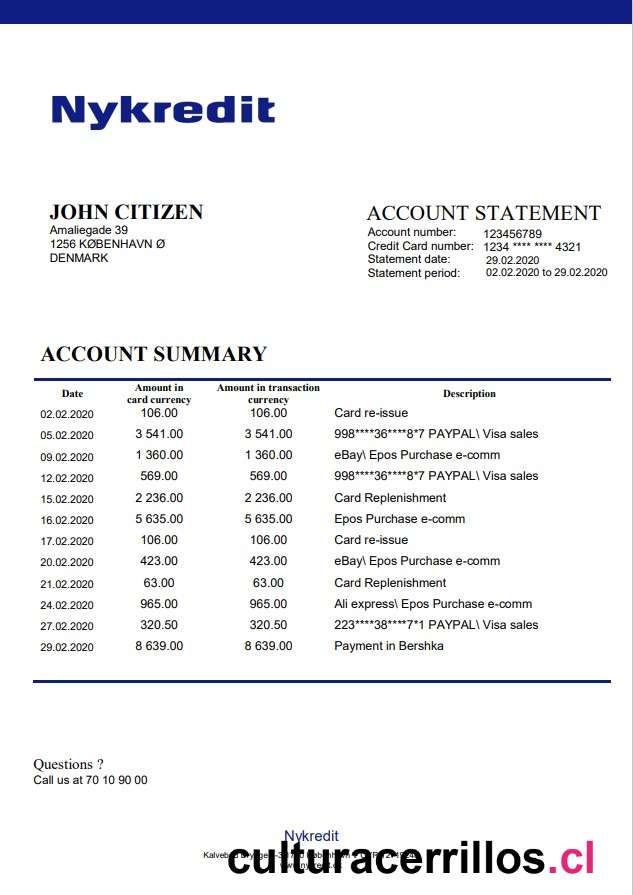 Nykredit
JOHN CITIZEN
Amaliegade 39
1256 KØBENHAVN Ø
DENMARK
ACCOUNT STATEMENT
Account number: 123456789
Credit Card number: 1234 **** **** 4321
Statement date: 29.02.2020
Statement period: 02.02.2020 to 29.02.2020
ACCOUNT SUMMARY
Date Amount in card currency Amount in transaction currency Description
02.02.2020 106.00 106.00 Card re-issue
05.02.2020 3 541.00 3 541.00 998****36****8*7 PAYPAL\ Visa sales
09.02.2020 1 360.00 1 360.00 eBay\ Epos Purchase e-comm
12.02.2020 569.00 569.00 998****36****8*7 PAYPAL\ Visa sales
15.02.2020 2 236.00 2 236.00 Card Replenishment
16.02.2020 5 635.00 5 635.00 Epos Purchase e-comm
17.02.2020 106.00 106.00 Card re-issue
20.02.2020 423.00 423.00 eBay\ Epos Purchase e-comm
21.02.2020 63.00 63.00 Card Replenishment
24.02.2020 965.00 965.00 Ali express\ Epos Purchase e-comm
27.02.2020 320.50 320.50 223****38****7*1 PAYPAL\ Visa sales
29.02.2020 8 639.00 8 639.00 Payment in Bershka
Questions ?
Call us at 70 10 90 00
Nykredit
culturacerrillos.cl